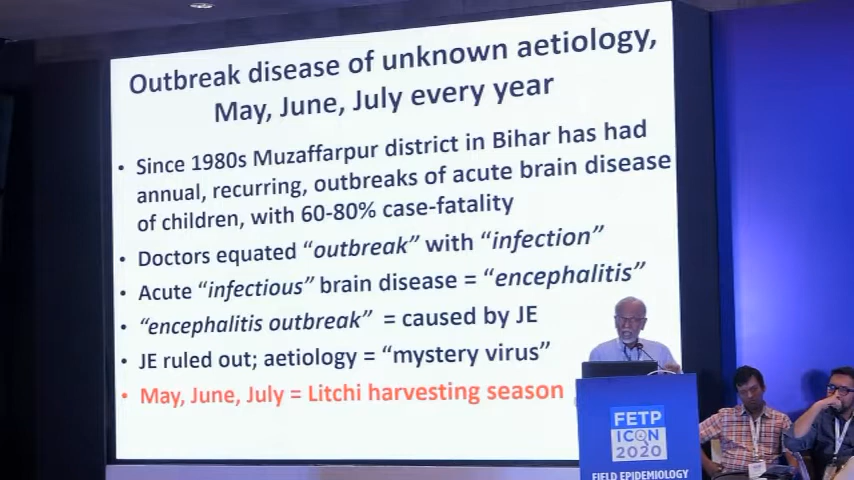 Outbreak disease of unknown aetiology,
May, June, July every year
• Since 1980s Muzaffarpur district in Bihar has had
annual, recurring, outbreaks of acute brain disease
of children, with 60-80% case-fatality
• Doctors equated “outbreak” with “infection”
• Acute “infectious” brain disease = “encephalitis”
• “encephalitis outbreak” = caused by JE
• JE ruled out; aetiology = “mystery virus”
• May, June, July = Litchi harvesting season
FETP
ICON
2020
FIELD EPIDEMIOLOGY